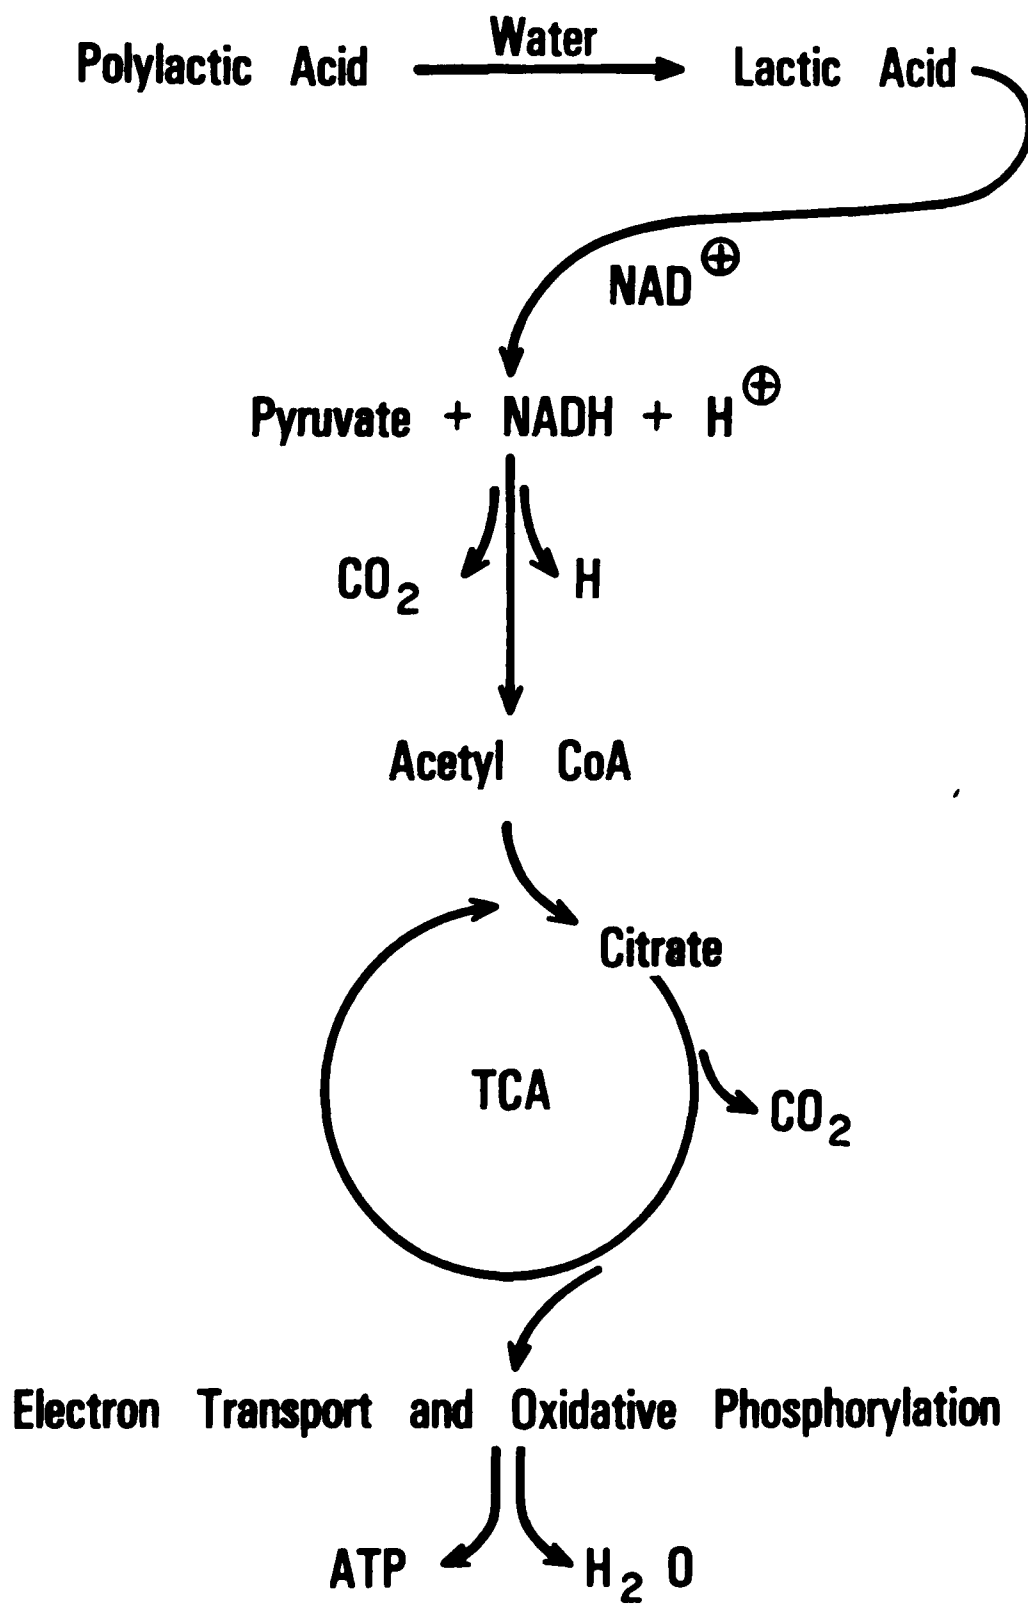 Water
Polylactic Acid Lactic Acid
NAD⊕
Pyruvate + NADH + H⊕
CO2 H
Acetyl CoA
Citrate
TCA
CO2
Electron Transport and Oxidative Phosphorylation
ATP H2 O